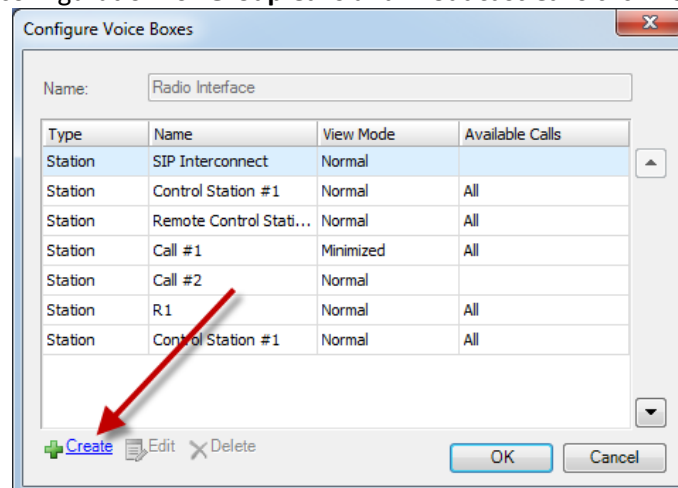 Configure Voice Boxes
Name: Radio Interface
Type Name View Mode Available Calls
Station SIP Interconnect Normal
Station Control Station #1 Normal All
Station Remote Control Stati... Normal All
Station Call #1 Minimized All
Station Call #2 Normal
Station R1 Normal All
Station Control Station #1 Normal All
Create Edit Delete OK Cancel